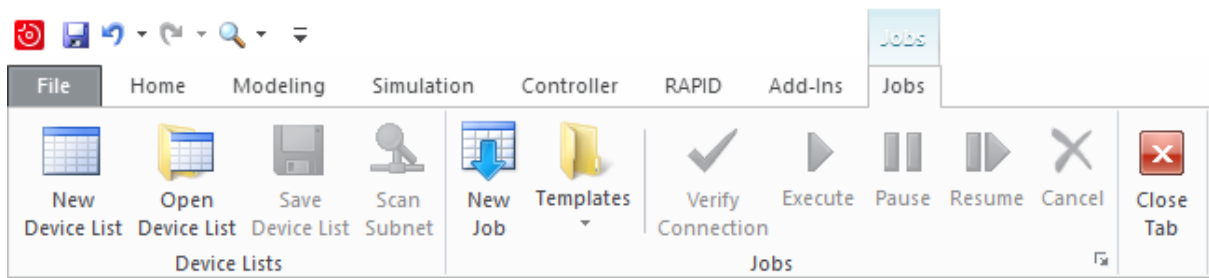 Jobs
File Home Modeling Simulation Controller RAPID Add-Ins Jobs
New Device List
Open Device List
Save Device List
Scan Subnet
New Job
Templates
Verify Connection
Execute
Pause
Resume
Cancel
Close Tab
Device Lists
Jobs